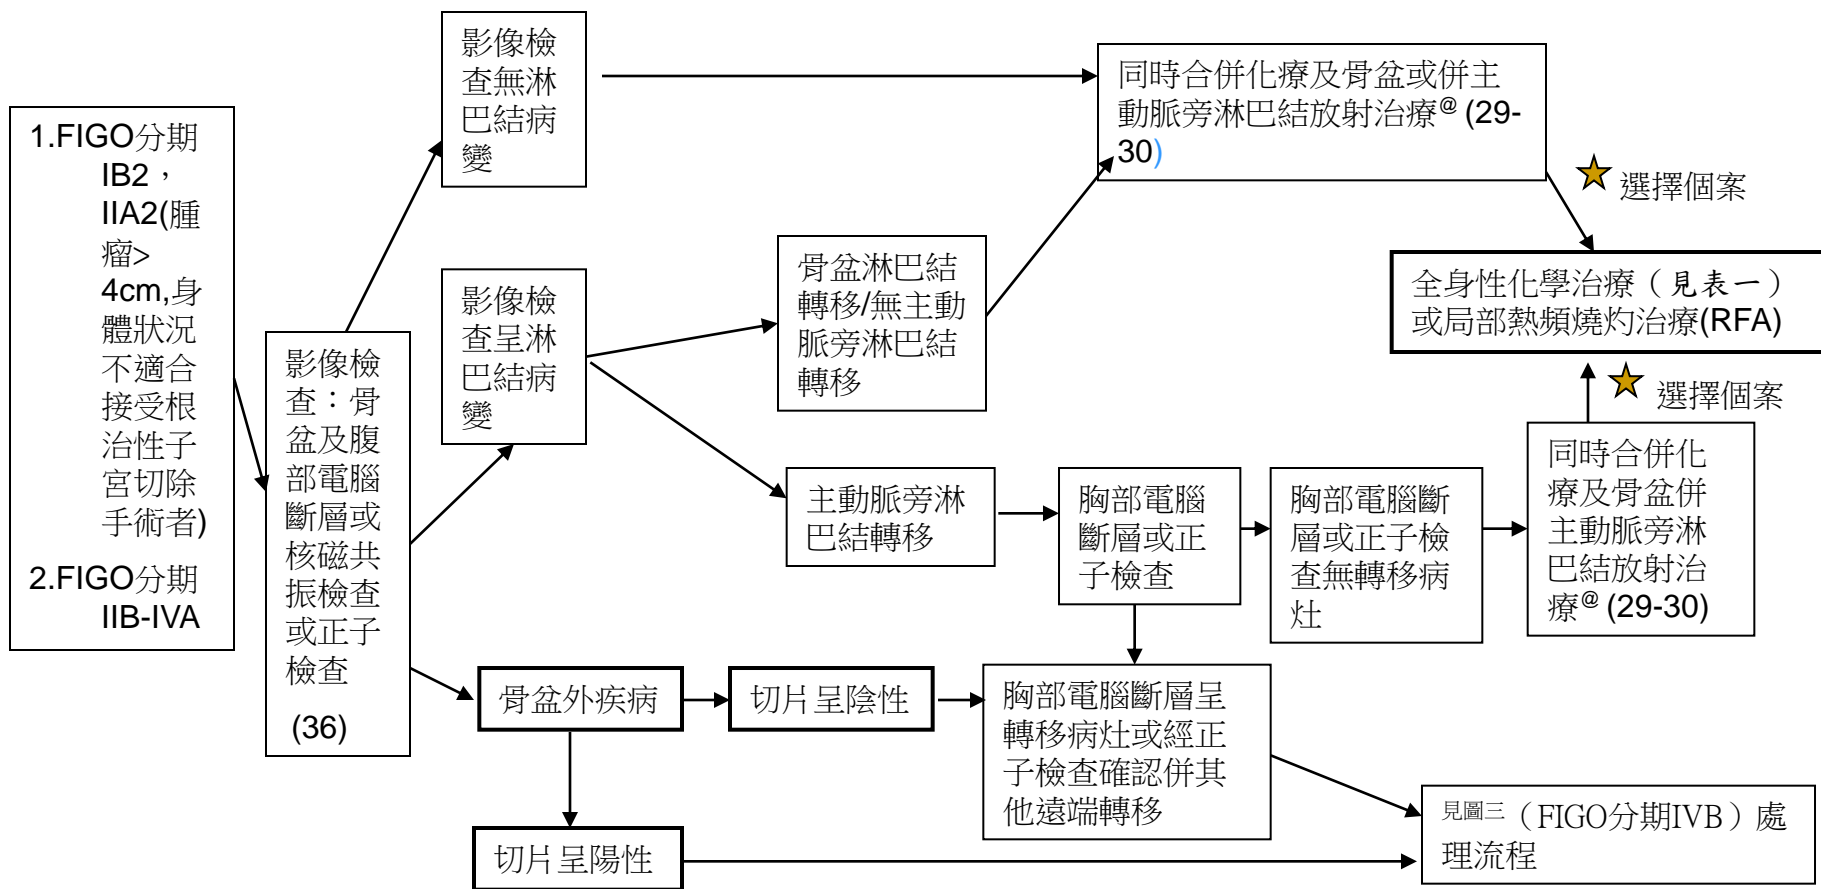 1.FIGO分期
IB2，
IIA2(腫
瘤>
4cm,身
體狀況
不適合
接受根
治性子
宮切除
手術者)
2.FIGO分期
IIB-IVA
影像檢
查：骨
盆及腹
部電腦
斷層或
核磁共
振檢查
或正子
檢查
(36)
影像檢
查無淋
巴結病
變
影像檢
查呈淋
巴結病
變
骨盆淋巴結
轉移/無主動
脈旁淋巴結
轉移
同時合併化療及骨盆或併主
動脈旁淋巴結放射治療@ (29-
30)
選擇個案
全身性化學治療（見表一）
或局部熱頻燒灼治療(RFA)
選擇個案
主動脈旁淋
巴結轉移
胸部電腦
斷層或正
子檢查
胸部電腦斷
層或正子檢
查無轉移病
灶
同時合併化
療及骨盆併
主動脈旁淋
巴結放射治
療@ (29-30)
骨盆外疾病
切片呈陰性
胸部電腦斷層呈
轉移病灶或經正
子檢查確認併其
他遠端轉移
切片呈陽性
見圖三（FIGO分期IVB）處
理流程